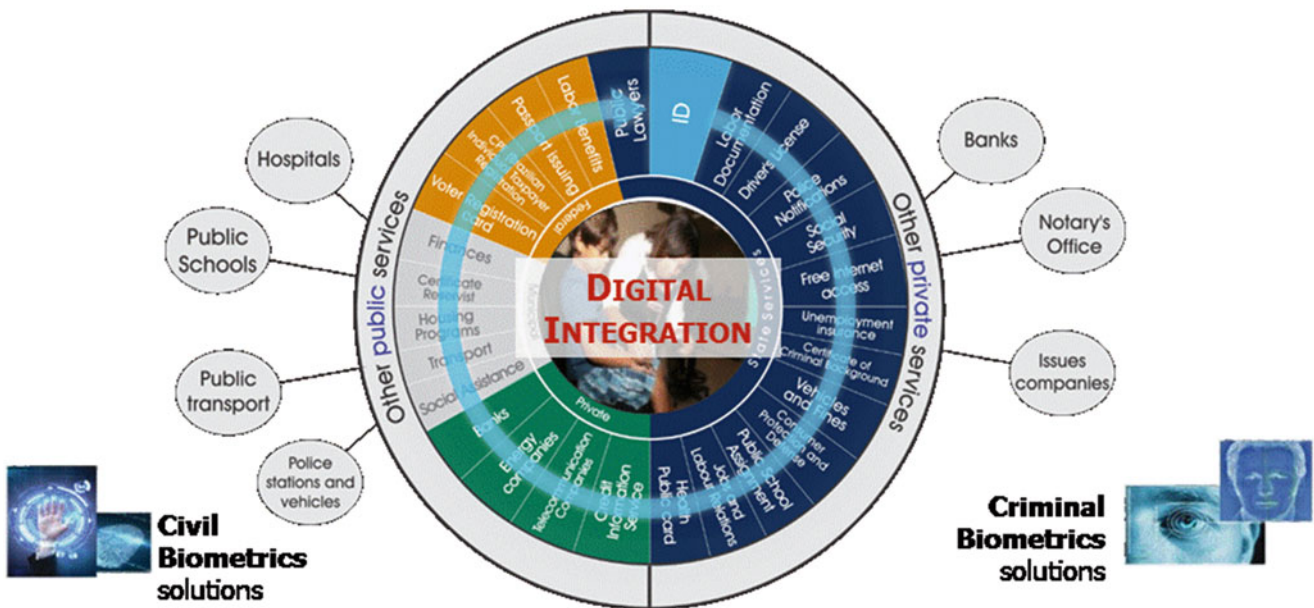 DIGITAL
INTEGRATION
Federal
State Services
Private
Public
Lawyers
ID
Labor
Documentation
Driver's License
Police
Notifications
Social
Security
Free internet
access
Unemployment
insurance
Certificate of
Criminal Background
Vehicles
and Fines
Consumer
Protection and
Defense
Public School
Assignment
Job and
Labour Relations
Health
Public card
Credit
Information
Service
Telecommunication
Companies
Energy
companies
Banks
Social Assistance
Transport
Housing
Programs
Certificate
Reservist
Finances
Voter Registration
card
Brazilian
Individual Taxpayer
Registration
Passport issuing
Labor Benefits
Other public services
Other private services
Hospitals
Public
Schools
Public
transport
Police
stations and
vehicles
Banks
Notary's
Office
Issues
companies
Civil
Biometrics
solutions
Criminal
Biometrics
solutions